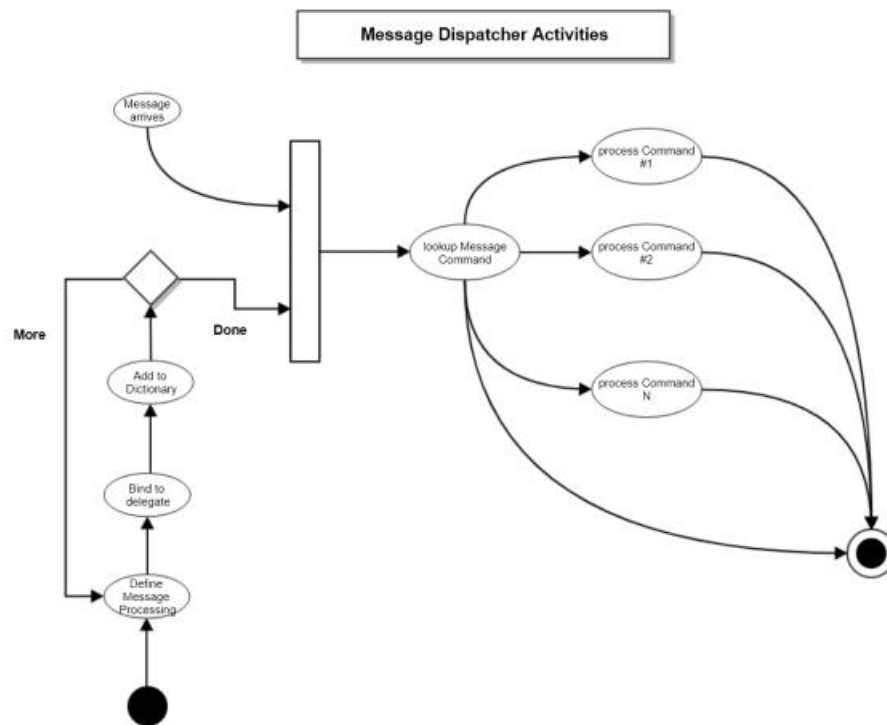 Message Dispatcher Activities
Message
arrives
process Command
#1
lookup Message
Command
process Command
#2
More
Done
Add to
Dictionary
process Command
N
Bind to
delegate
Define
Message
Processing